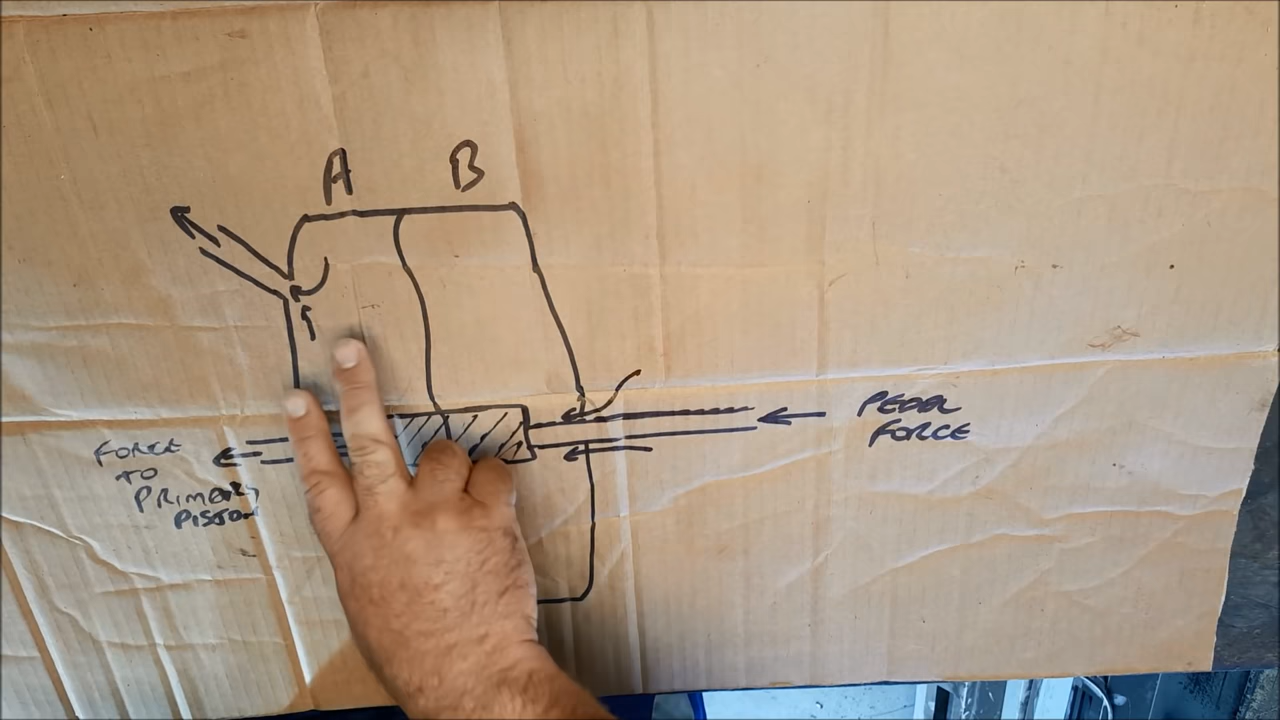 A B
PEDAL
FORCE
FORCE
TO
PRIMARY
PISTON